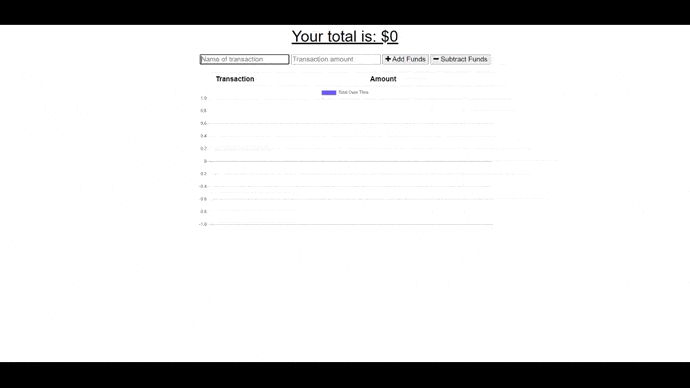 Your total is: $0
Name of transaction Transaction amount + Add Funds − Subtract Funds
Transaction Amount
Total Over Time
1.0
0.8
0.6
0.4
0.2
0
-0.2
-0.4
-0.6
-0.8
-1.0